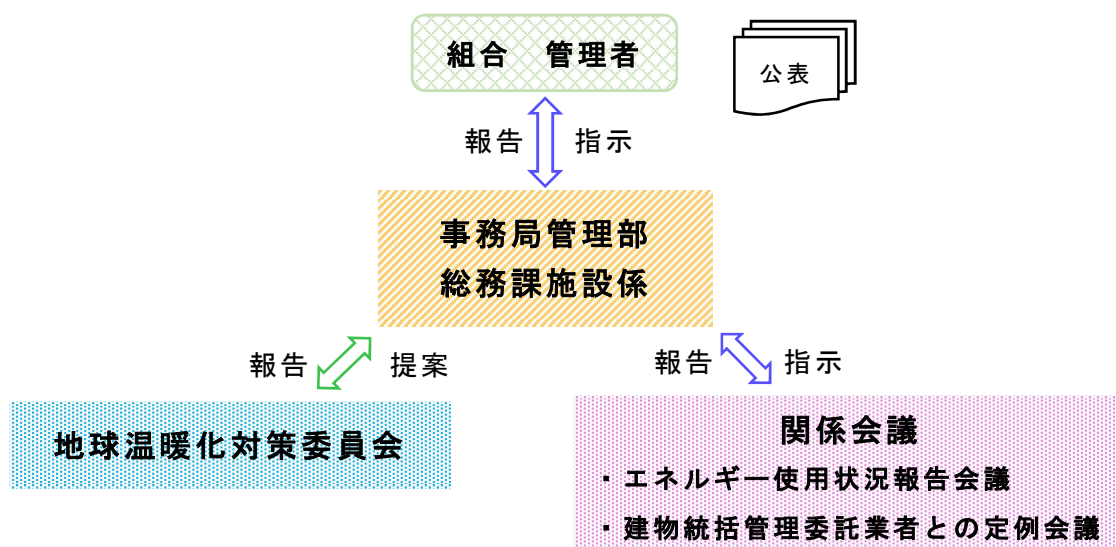 組合　管理者
公表
報告　指示
事務局管理部
総務課施設係
報告　提案
報告　指示
地球温暖化対策委員会
関係会議
・エネルギー使用状況報告会議
・建物統括管理委託業者との定例会議